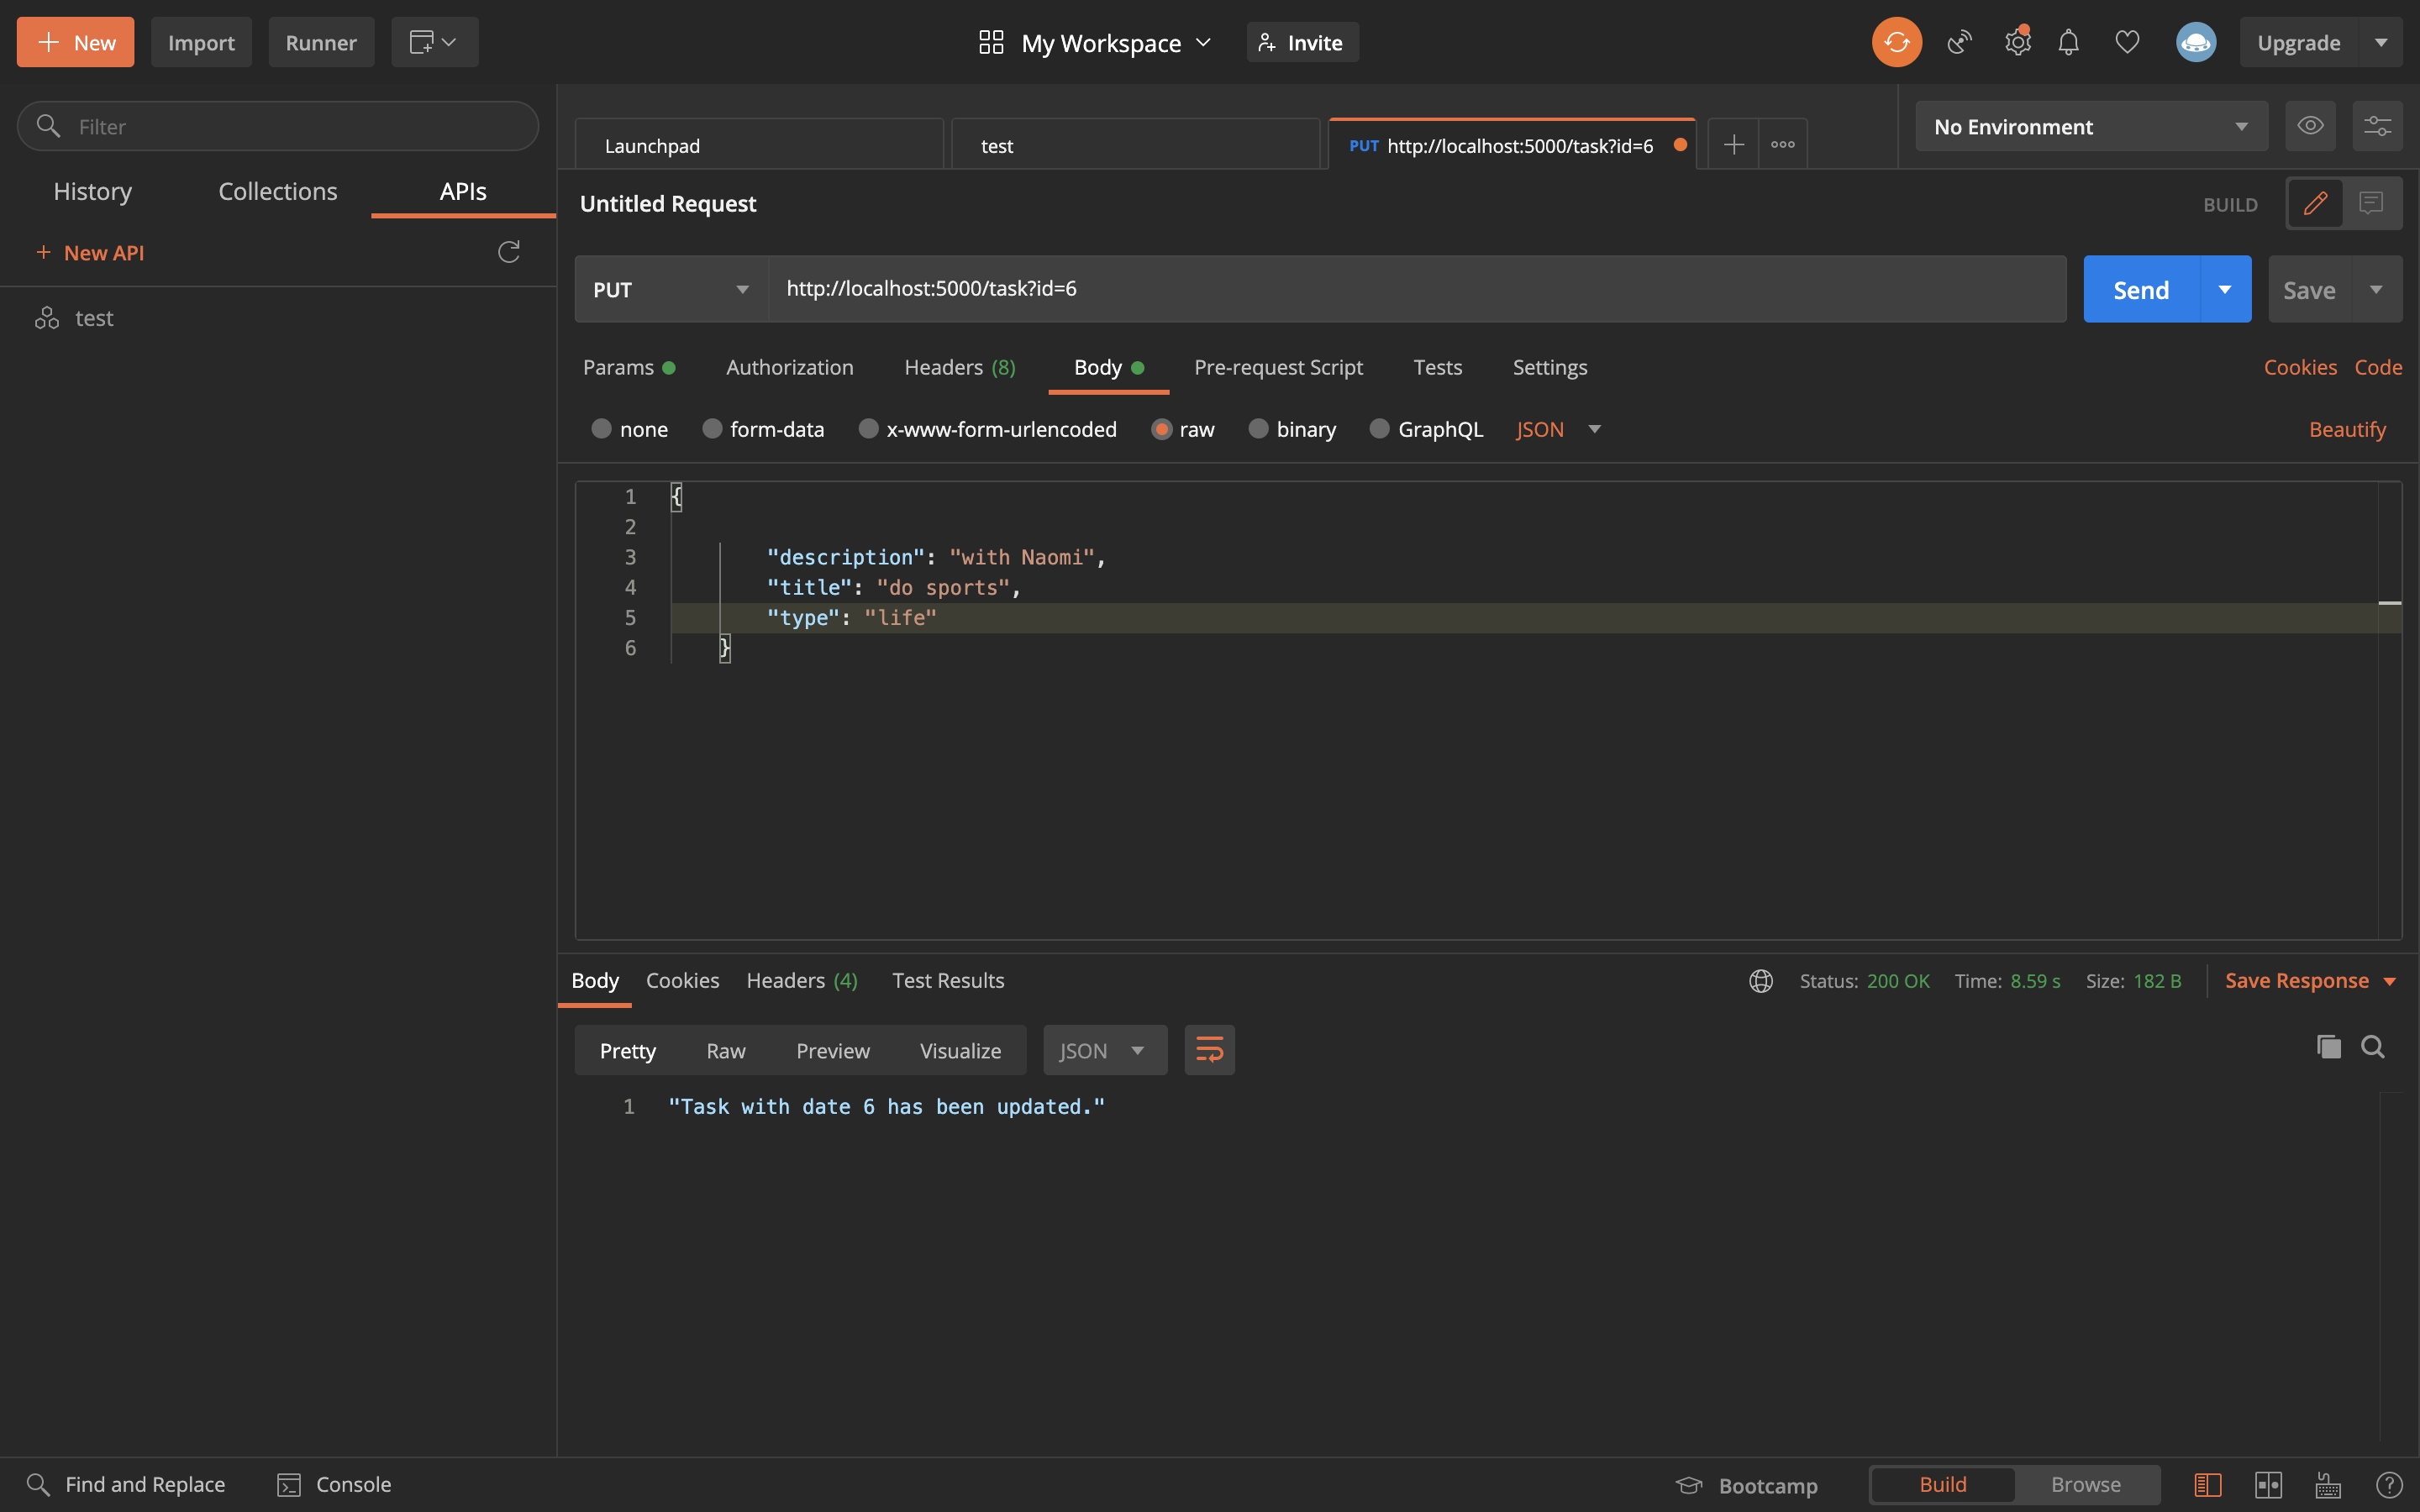 New Import Runner My Workspace Invite Upgrade
Filter
History Collections APIs
+ New API
test
Launchpad test PUT http://localhost:5000/task?id=6 No Environment
Untitled Request BUILD
PUT http://localhost:5000/task?id=6 Send Save
Params Authorization Headers (8) Body Pre-request Script Tests Settings Cookies Code
none form-data x-www-form-urlencoded raw binary GraphQL JSON Beautify
1 {
2
3 "description": "with Naomi",
4 "title": "do sports",
5 "type": "life"
6 }
Body Cookies Headers (4) Test Results Status: 200 OK Time: 8.59 s Size: 182 B Save Response
Pretty Raw Preview Visualize JSON
1 "Task with date 6 has been updated."
Find and Replace Console Bootcamp Build Browse